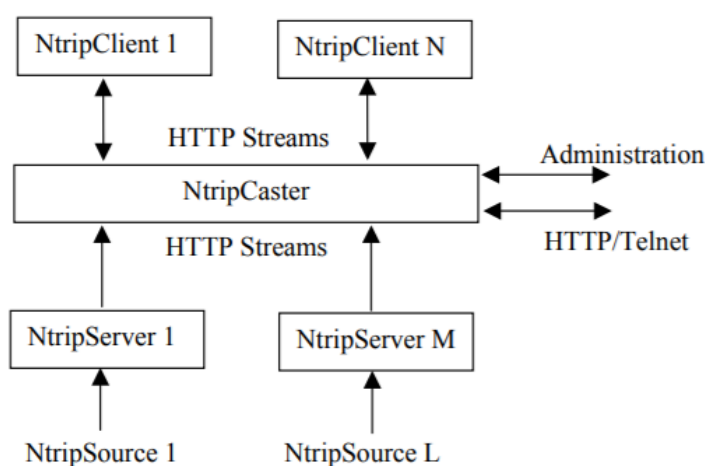 NtripClient 1
NtripClient N
HTTP Streams
Administration
NtripCaster
HTTP Streams
HTTP/Telnet
NtripServer 1
NtripServer M
NtripSource 1
NtripSource L